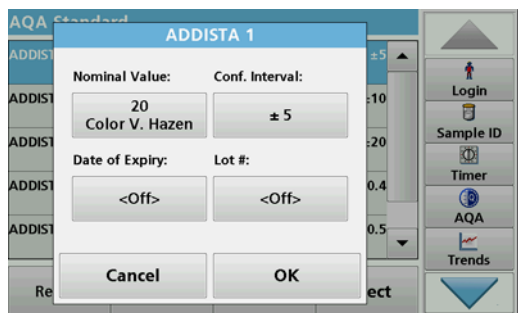 AQA Standard
ADDISTA 1
ADDIST
±5
Nominal Value:
Conf. Interval:
20
Color V. Hazen
± 5
ADDIST
:10
ADDIST
:20
Date of Expiry:
Lot #:
<Off>
<Off>
ADDIST
0.4
ADDIST
0.5
Cancel
OK
Re
ect
Login
Sample ID
Timer
AQA
Trends